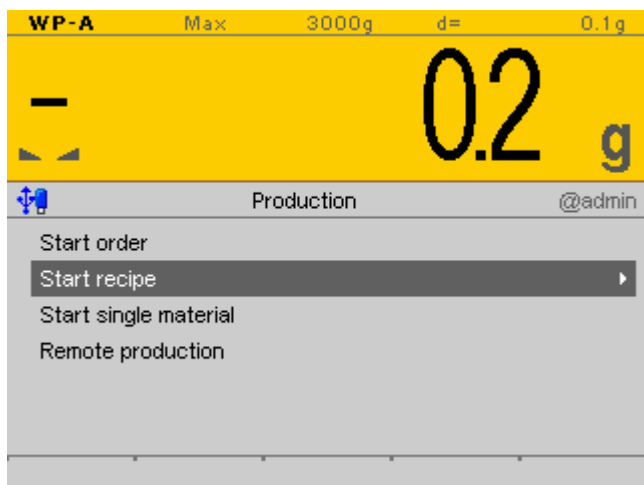 WP-A Max 3000g d= 0.1g
- 0.2 g
Production @admin
Start order
Start recipe
Start single material
Remote production